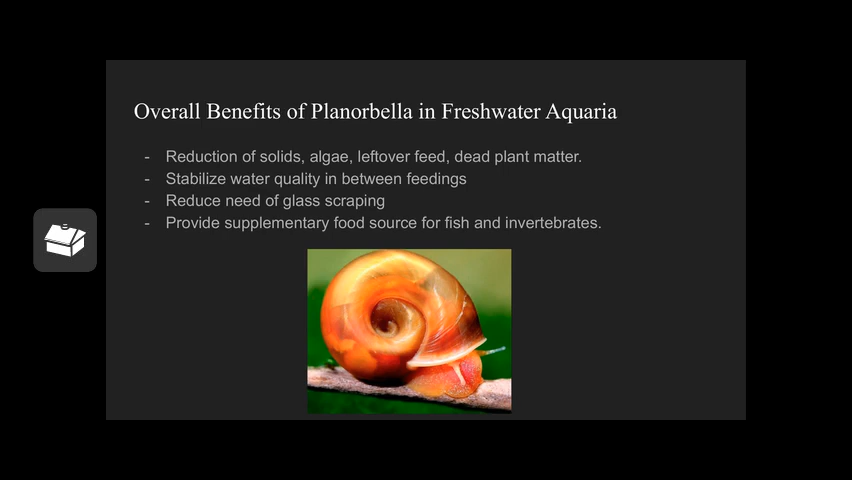 Overall Benefits of Planorbella in Freshwater Aquaria
- Reduction of solids, algae, leftover feed, dead plant matter.
- Stabilize water quality in between feedings
- Reduce need of glass scraping
- Provide supplementary food source for fish and invertebrates.